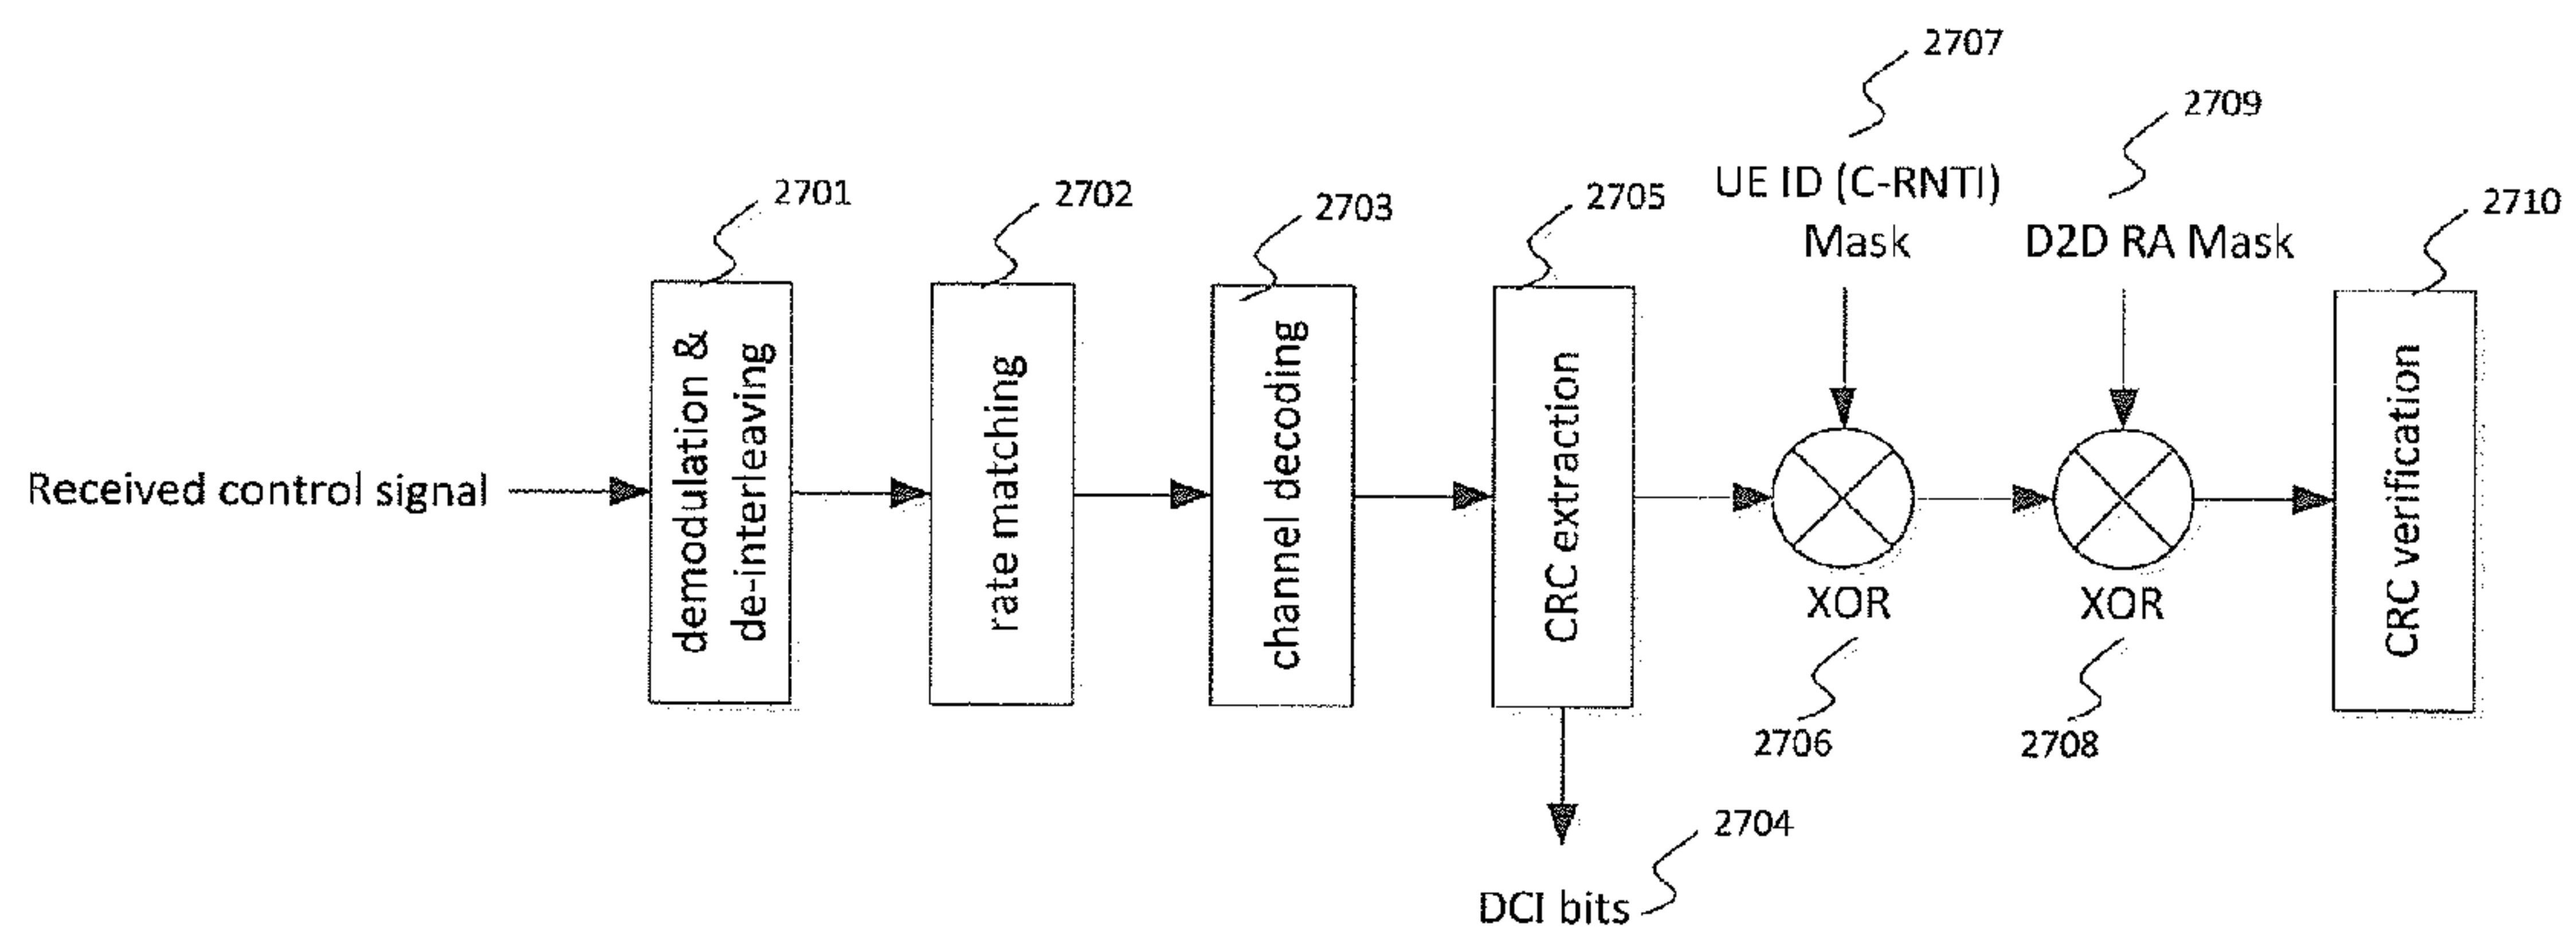 2707
2709
UE ID (C-RNTI)
Mask
D2D RA Mask
2701
2702
2703
2705
2710
Received control signal
demodulation &
de-interleaving
rate matching
channel decoding
CRC extraction
CRC verification
XOR
XOR
2706
2708
2704
DCI bits